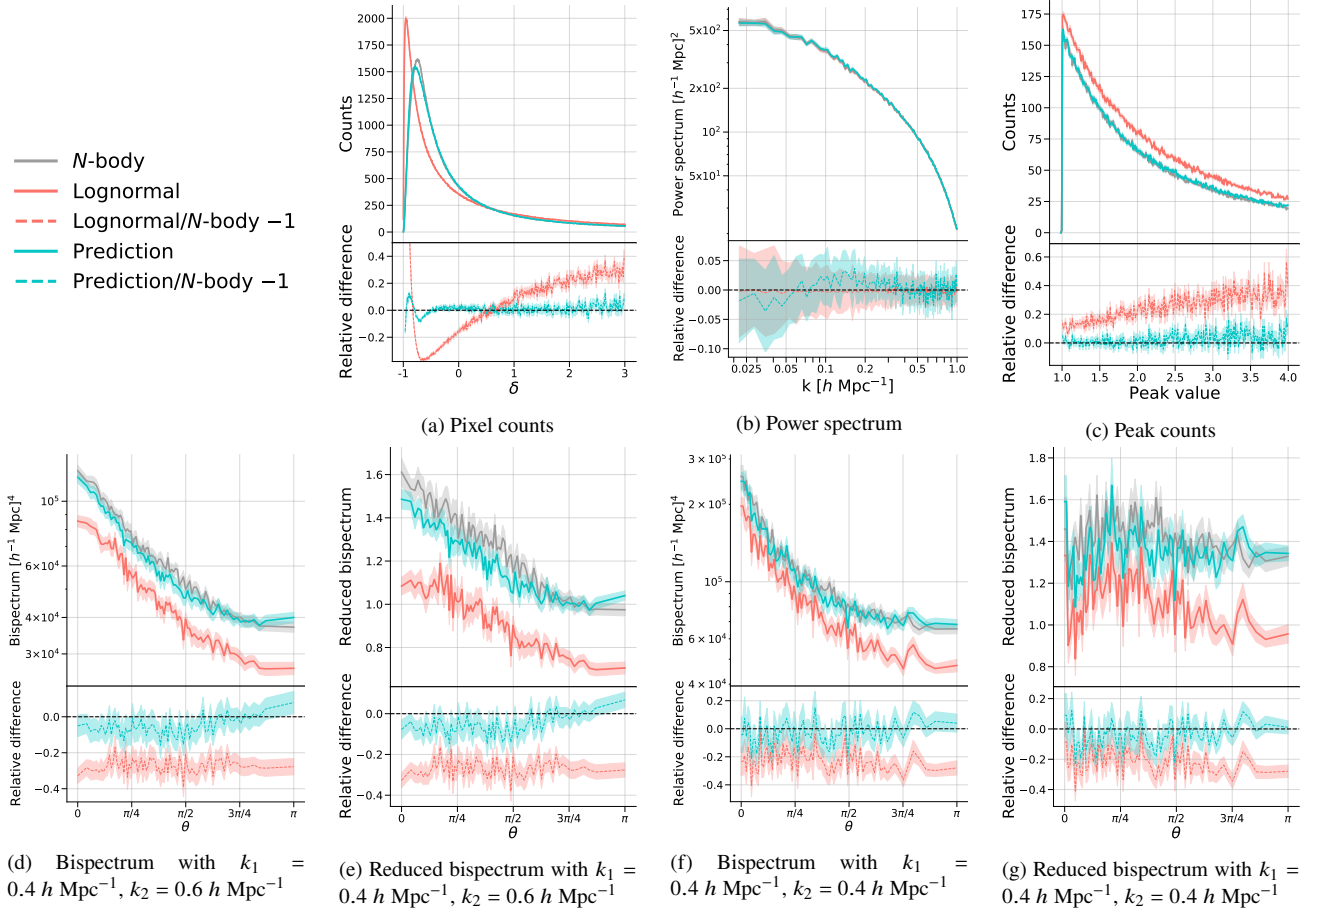 N-body
Lognormal
Lognormal/N-body −1
Prediction
Prediction/N-body −1
Counts
2000
1750
1500
1250
1000
750
500
250
0
Relative difference
0.4
0.2
0.0
−0.2
-1 0 1 2 3
δ
(a) Pixel counts
Power spectrum [h⁻¹ Mpc]²
5×10²
2×10²
10²
5×10¹
Relative difference
0.05
0.00
−0.05
−0.10
0.025 0.05 0.1 0.2 0.5 1.0
k [h Mpc⁻¹]
(b) Power spectrum
Counts
175
150
125
100
75
50
25
0
Relative difference
0.6
0.4
0.2
0.0
1.0 1.5 2.0 2.5 3.0 3.5 4.0
Peak value
(c) Peak counts
Bispectrum [h⁻¹ Mpc]⁴
10⁵
6×10⁴
4×10⁴
3×10⁴
Relative difference
0.0
−0.2
−0.4
0 π/4 π/2 3π/4 π
θ
(d) Bispectrum with k₁ =
0.4 h Mpc⁻¹, k₂ = 0.6 h Mpc⁻¹
Reduced bispectrum
1.6
1.4
1.2
1.0
0.8
Relative difference
0.0
−0.2
−0.4
0 π/4 π/2 3π/4 π
θ
(e) Reduced bispectrum with k₁ =
0.4 h Mpc⁻¹, k₂ = 0.6 h Mpc⁻¹
Bispectrum [h⁻¹ Mpc]⁴
3×10⁵
2×10⁵
10⁵
6×10⁴
4×10⁴
Relative difference
0.2
0.0
−0.2
−0.4
0 π/4 π/2 3π/4 π
θ
(f) Bispectrum with k₁ =
0.4 h Mpc⁻¹, k₂ = 0.4 h Mpc⁻¹
Reduced bispectrum
1.8
1.6
1.4
1.2
1.0
0.8
Relative difference
0.2
0.0
−0.2
−0.4
0 π/4 π/2 3π/4 π
θ
(g) Reduced bispectrum with k₁ =
0.4 h Mpc⁻¹, k₂ = 0.4 h Mpc⁻¹